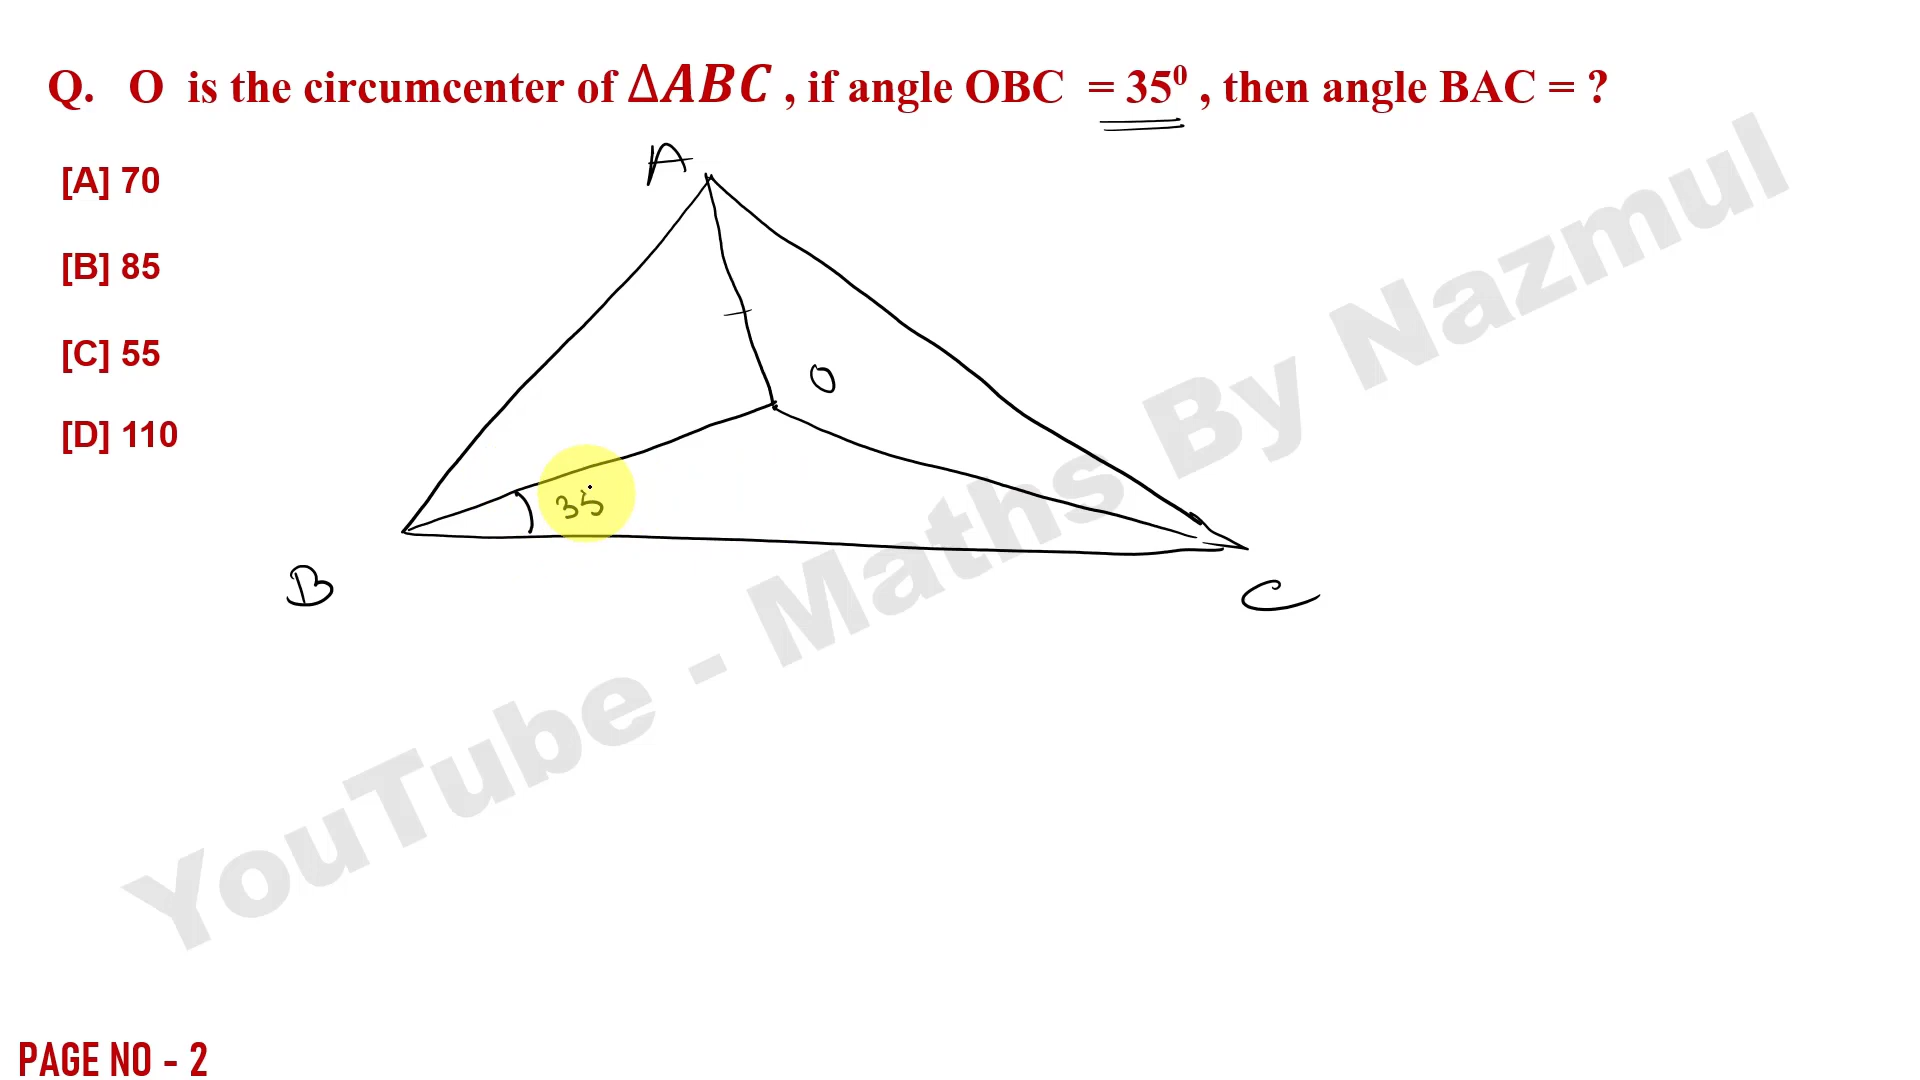 Q. O is the circumcenter of ΔABC , if angle OBC = 35⁰ , then angle BAC = ?
[A] 70
[B] 85
[C] 55
[D] 110
A
O
35
B
C
YouTube - Maths By Nazmul
PAGE NO - 2